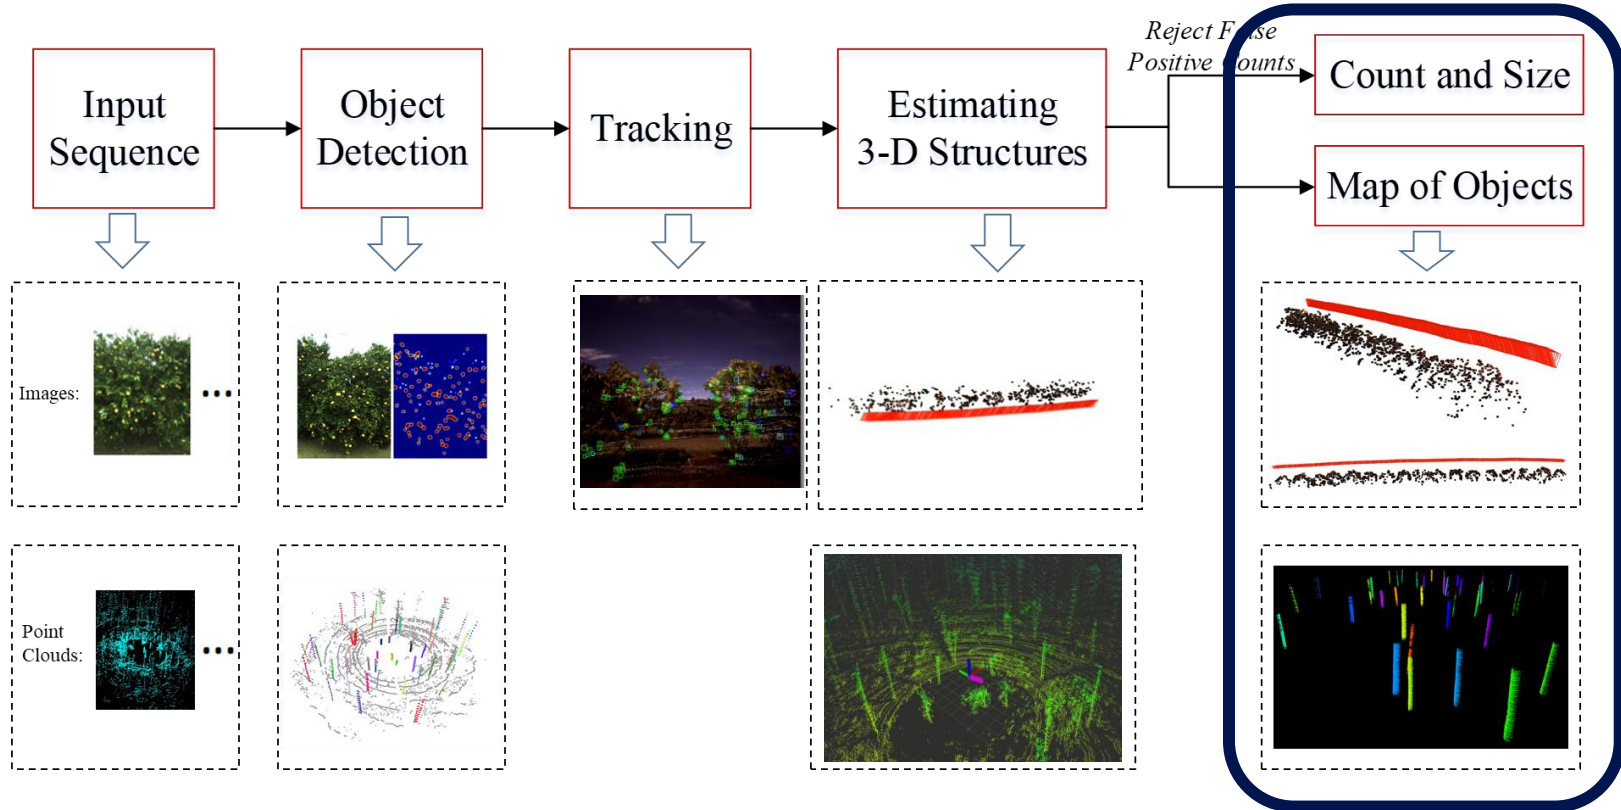 Input
Sequence
Object
Detection
Tracking
Estimating
3-D Structures
Reject False
Positive Counts
Count and Size
Map of Objects
Images:
Point
Clouds: